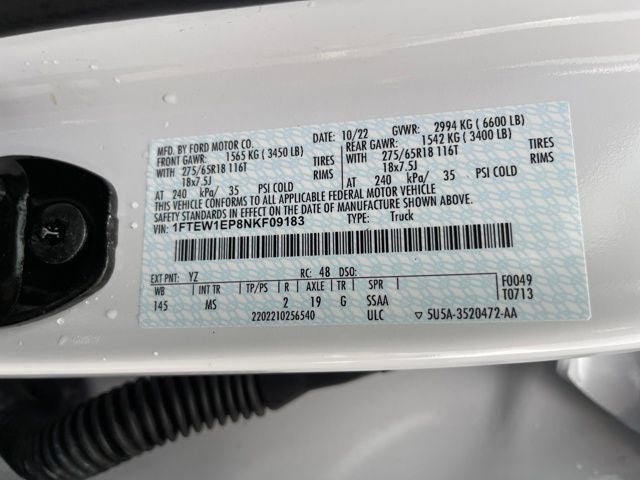 MFG. BY FORD MOTOR CO. DATE: 10/22 GVWR: 2994 KG ( 6600 LB)
FRONT GAWR: 1565 KG ( 3450 LB) REAR GAWR: 1542 KG ( 3400 LB)
WITH 275/65R18 116T TIRES WITH 275/65R18 116T TIRES
18x7.5J RIMS 18x7.5J RIMS
AT 240 kPa/ 35 PSI COLD AT 240 kPa/ 35 PSI COLD
THIS VEHICLE CONFORMS TO ALL APPLICABLE FEDERAL MOTOR VEHICLE
SAFETY STANDARDS IN EFFECT ON THE DATE OF MANUFACTURE SHOWN ABOVE.
VIN: 1FTEW1EP8NKF09183 TYPE: Truck
EXT PNT: YZ RC: 48 DSO: F0049
WB INT TR TP/PS R AXLE TR SPR T0713
145 MS 2 19 G SSAA
2202210256540 ULC ▽ 5U5A-3520472-AA